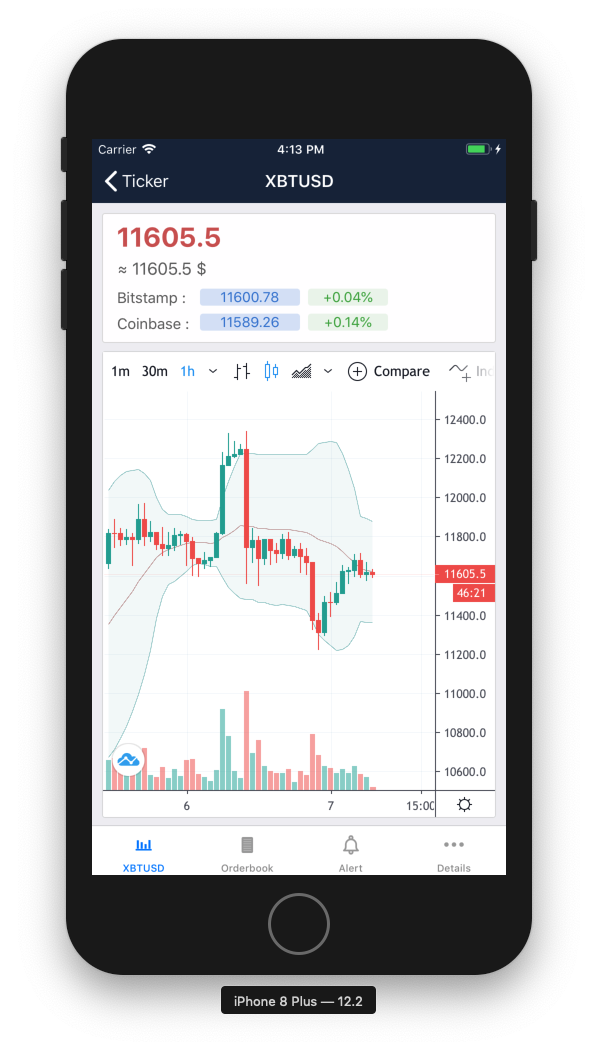 Carrier 4:13 PM
Ticker XBTUSD
11605.5
≈ 11605.5 $
Bitstamp : 11600.78 +0.04%
Coinbase : 11589.26 +0.14%
1m 30m 1h Compare
12400.0
12200.0
12000.0
11800.0
11605.5
46:21
11400.0
11200.0
11000.0
10800.0
10600.0
6 7 15:00
XBTUSD Orderbook Alert Details
iPhone 8 Plus — 12.2